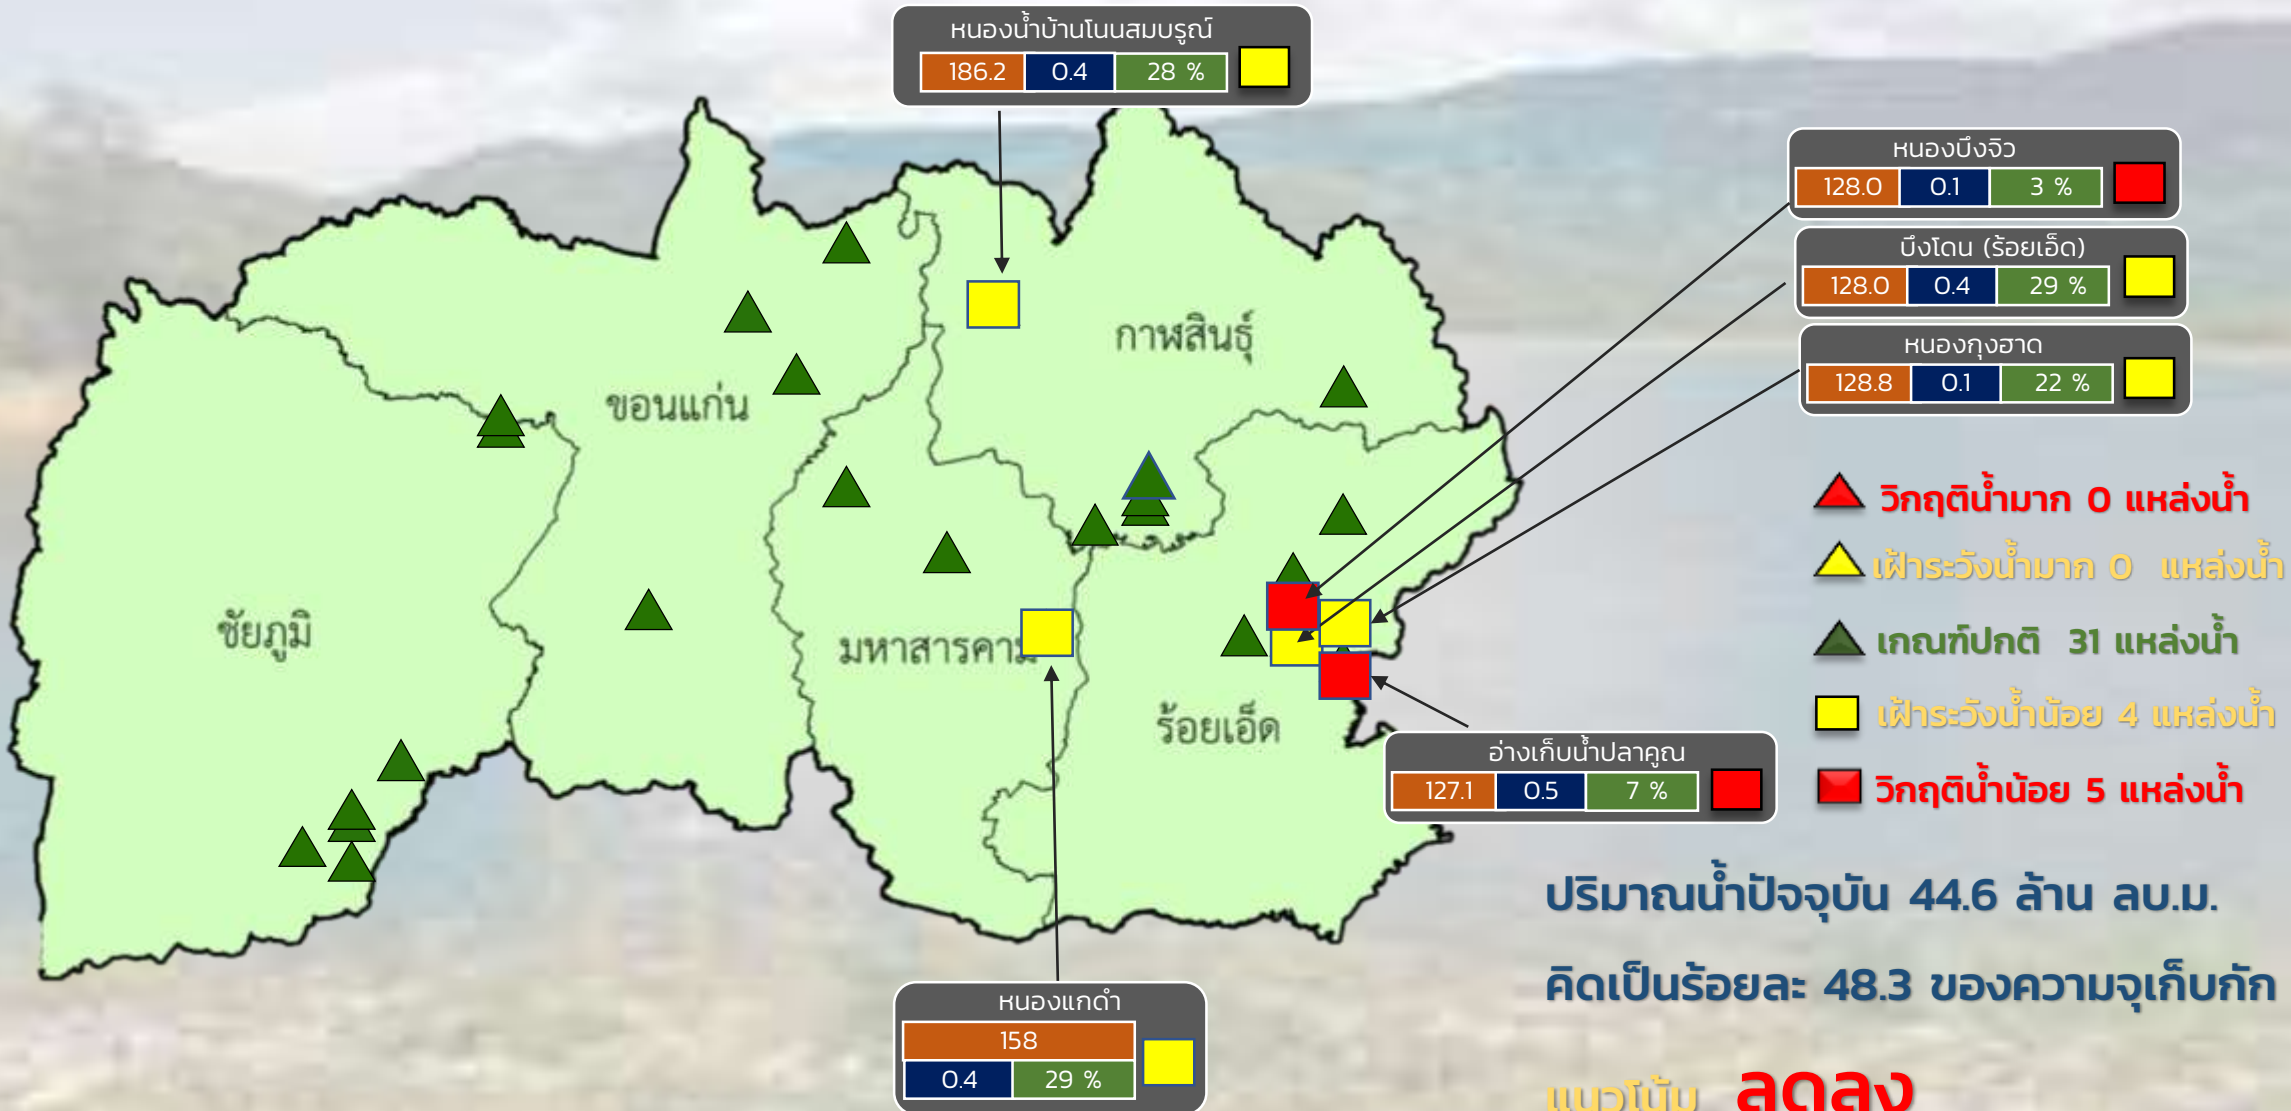 หนองน้ำบ้านโนนสมบรูณ์
186.2 0.4 28 %
หนองบึงจิว
128.0 0.1 3 %
บึงโดน (ร้อยเอ็ด)
128.0 0.4 29 %
หนองกุงฮาด
128.8 0.1 22 %
กาฬสินธุ์
ขอนแก่น
ชัยภูมิ
มหาสารคาม
ร้อยเอ็ด
วิกฤติน้ำมาก 0 แหล่งน้ำ
เฝ้าระวังน้ำมาก 0 แหล่งน้ำ
เกณฑ์ปกติ 31 แหล่งน้ำ
เฝ้าระวังน้ำน้อย 4 แหล่งน้ำ
วิกฤติน้ำน้อย 5 แหล่งน้ำ
อ่างเก็บน้ำปลาคูณ
127.1 0.5 7 %
ปริมาณน้ำปัจจุบัน 44.6 ล้าน ลบ.ม.
คิดเป็นร้อยละ 48.3 ของความจุเก็บกัก
แนวโน้ม ลดลง
หนองแกดำ
158
0.4 29 %